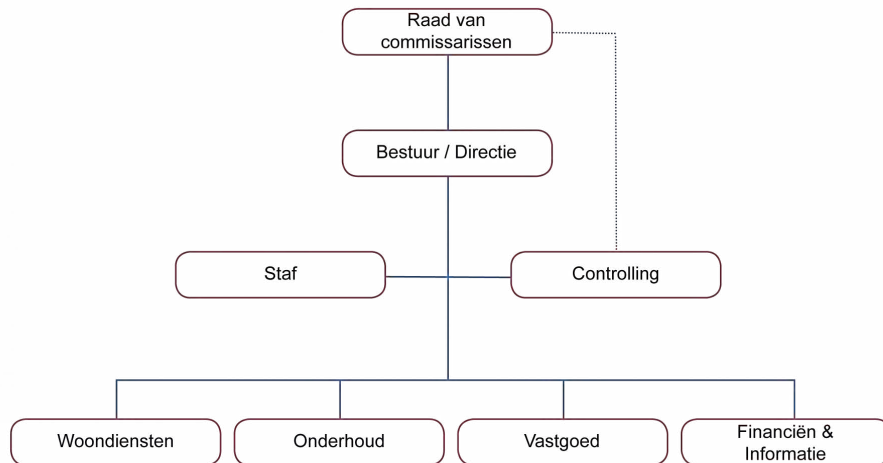 Raad van
commissarissen
Bestuur / Directie
Staf
Controlling
Woondiensten
Onderhoud
Vastgoed
Financiën &
Informatie